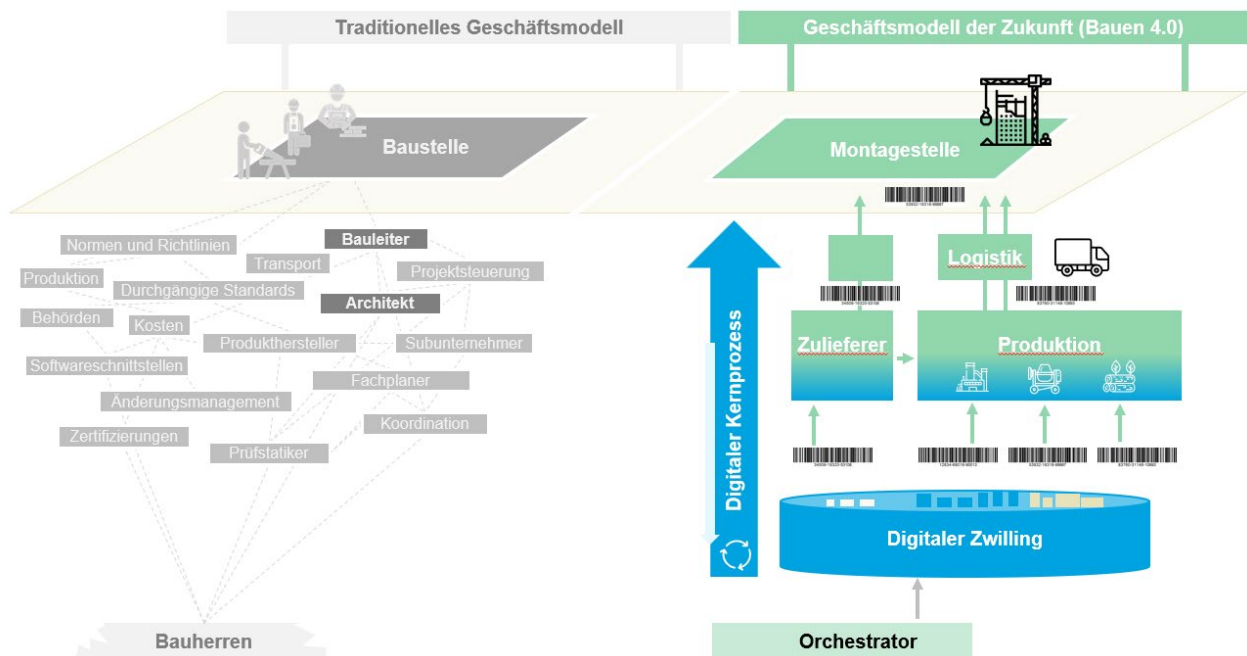 Traditionelles Geschäftsmodell
Geschäftsmodell der Zukunft (Bauen 4.0)
Baustelle
Montagestelle
Normen und Richtlinien
Bauleiter
Transport
Projektsteuerung
Produktion
Durchgängige Standards
Architekt
Behörden
Kosten
Produkthersteller
Subunternehmer
Softwareschnittstellen
Fachplaner
Änderungsmanagement
Koordination
Zertifizierungen
Prüfstatiker
Bauherren
Digitaler Kernprozess
Logistik
Zulieferer
Produktion
Digitaler Zwilling
Orchestrator